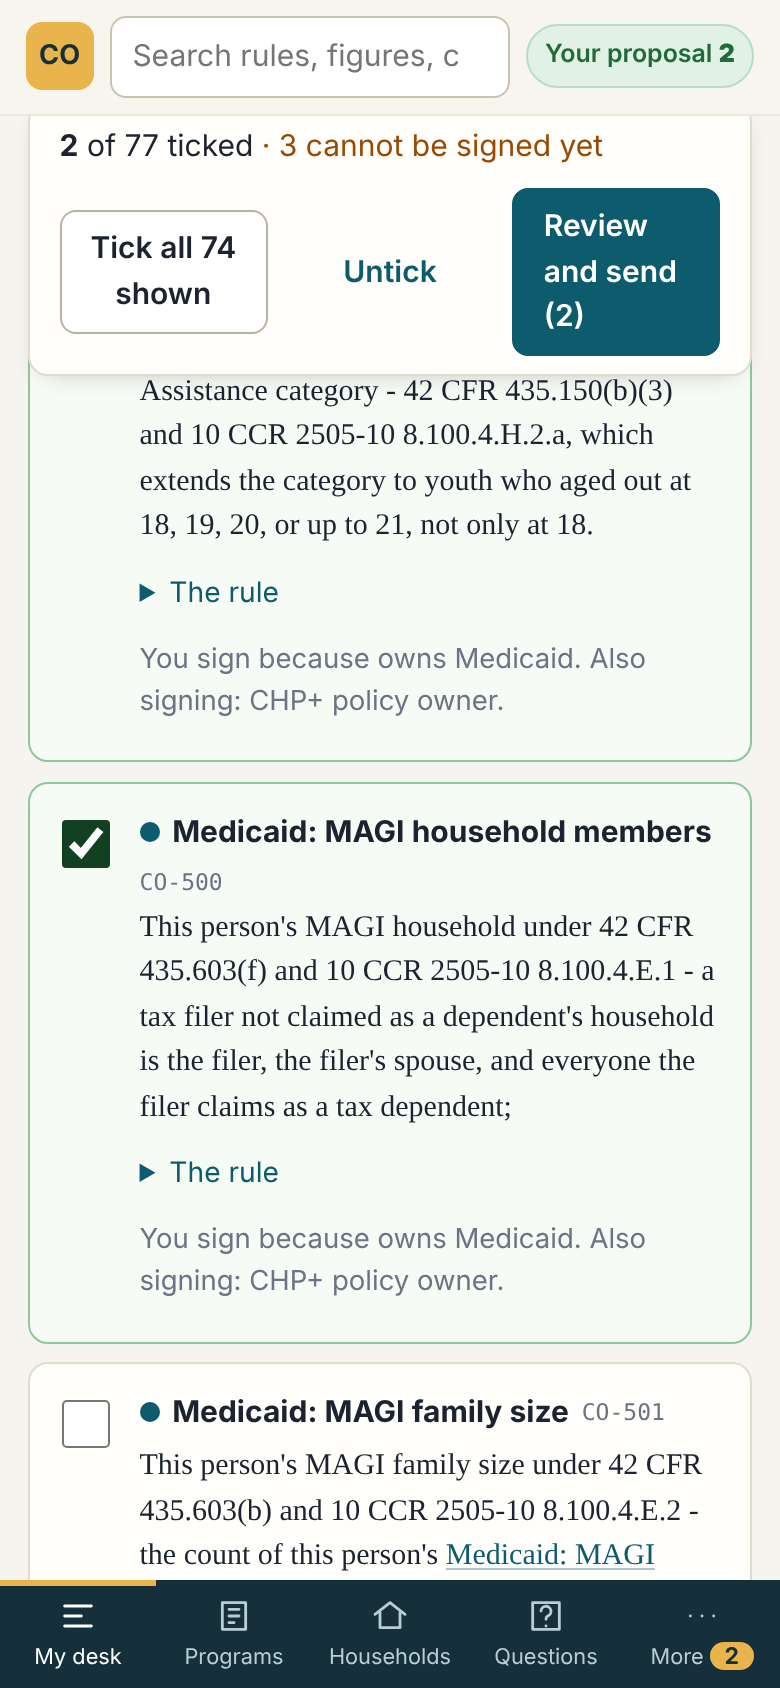 CO
Search rules, figures, c
Your proposal 2
2 of 77 ticked · 3 cannot be signed yet
Tick all 74
shown
Untick
Review
and send
(2)
Assistance category - 42 CFR 435.150(b)(3)
and 10 CCR 2505-10 8.100.4.H.2.a, which
extends the category to youth who aged out at
18, 19, 20, or up to 21, not only at 18.
The rule
You sign because owns Medicaid. Also
signing: CHP+ policy owner.
Medicaid: MAGI household members
CO-500
This person's MAGI household under 42 CFR
435.603(f) and 10 CCR 2505-10 8.100.4.E.1 - a
tax filer not claimed as a dependent's household
is the filer, the filer's spouse, and everyone the
filer claims as a tax dependent;
The rule
You sign because owns Medicaid. Also
signing: CHP+ policy owner.
Medicaid: MAGI family size CO-501
This person's MAGI family size under 42 CFR
435.603(b) and 10 CCR 2505-10 8.100.4.E.2 -
the count of this person's Medicaid: MAGI
My desk
Programs
Households
Questions
More 2